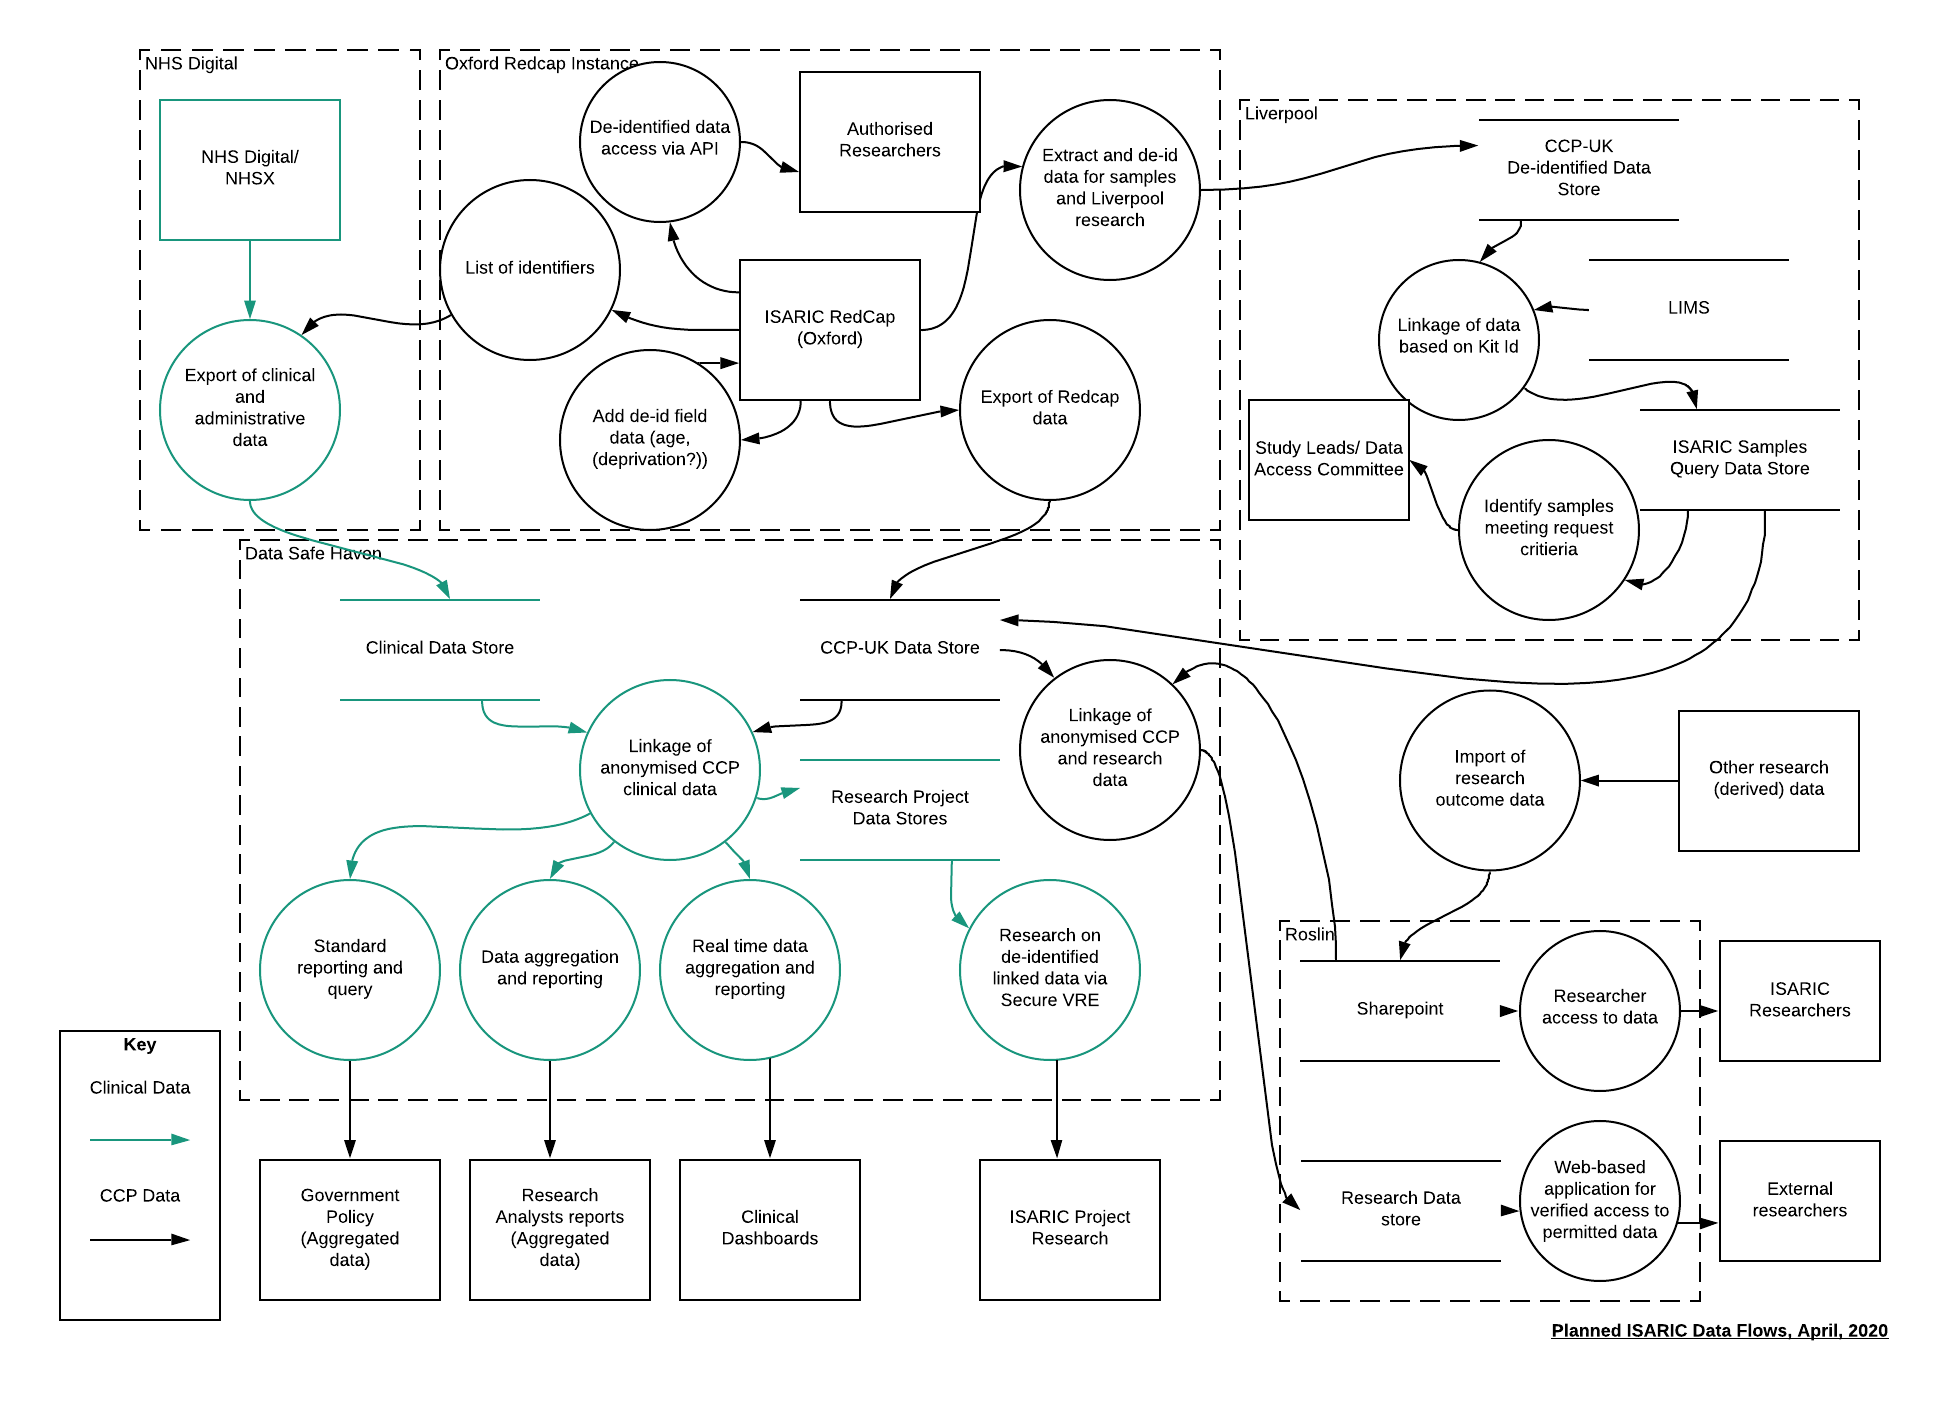 NHS Digital
NHS Digital/
NHSX
Export of clinical
and
administrative
data
Oxford Redcap Instance
De-identified data
access via API
Authorised
Researchers
Extract and de-id
data for samples
and Liverpool
research
List of identifiers
ISARIC RedCap
(Oxford)
Add de-id field
data (age,
(deprivation?))
Export of Redcap
data
Liverpool
CCP-UK
De-identified Data
Store
LIMS
Linkage of data
based on Kit Id
Study Leads/ Data
Access Committee
ISARIC Samples
Query Data Store
Identify samples
meeting request
critieria
Data Safe Haven
Clinical Data Store
CCP-UK Data Store
Linkage of
anonymised CCP
clinical data
Linkage of
anonymised CCP
and research
data
Research Project
Data Stores
Standard
reporting and
query
Data aggregation
and reporting
Real time data
aggregation and
reporting
Research on
de-identified
linked data via
Secure VRE
Import of
research
outcome data
Other research
(derived) data
Roslin
Sharepoint
Researcher
access to data
ISARIC
Researchers
Research Data
store
Web-based
application for
verified access to
permitted data
External
researchers
Key
Clinical Data
CCP Data
Government
Policy
(Aggregated
data)
Research
Analysts reports
(Aggregated
data)
Clinical
Dashboards
ISARIC Project
Research
Planned ISARIC Data Flows, April, 2020